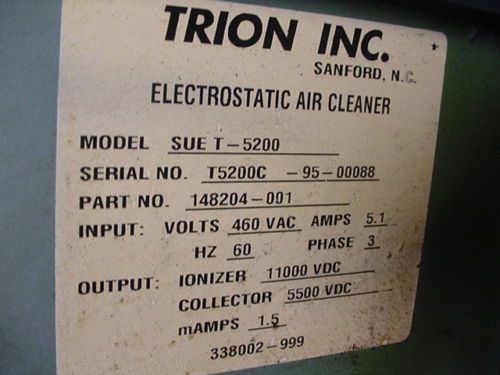 TRION INC.
SANFORD, N.C.
ELECTROSTATIC AIR CLEANER
MODEL SUE T-5200
SERIAL NO. T5200C -95-00088
PART NO. 148204-001
INPUT: VOLTS 460 VAC AMPS 5.1
HZ 60 PHASE 3
OUTPUT: IONIZER 11000 VDC
COLLECTOR 5500 VDC
mAMPS 1.5
338002-999